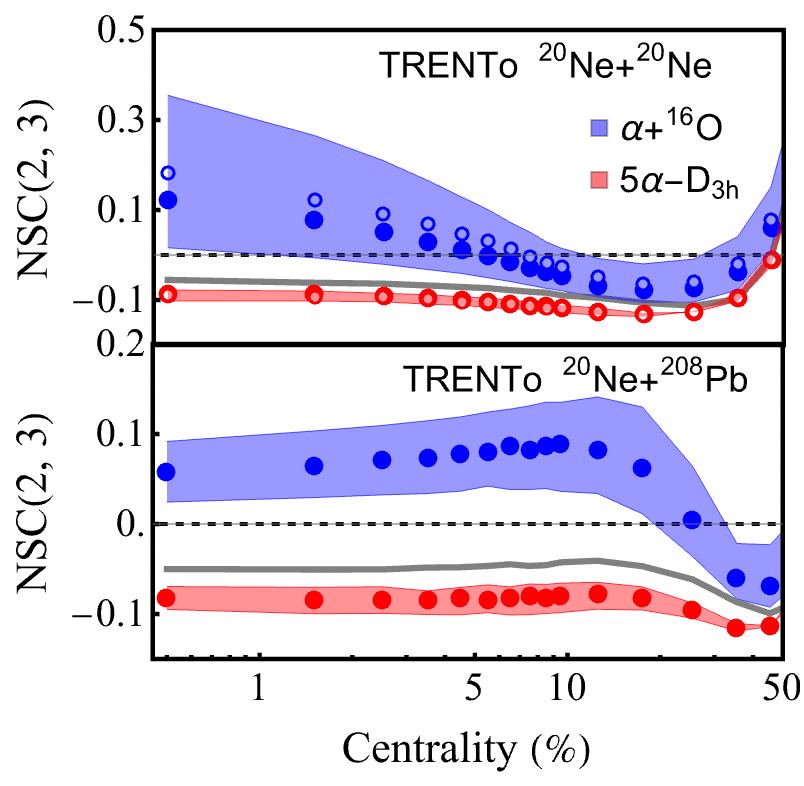 0.5
TRENTo ²⁰Ne+²⁰Ne
α+¹⁶O
0.3
5α−D₃ₕ
0.1
−0.1
NSC(2, 3)
0.2
TRENTo ²⁰Ne+²⁰⁸Pb
0.1
0.
−0.1
NSC(2, 3)
1 5 10 50
Centrality (%)